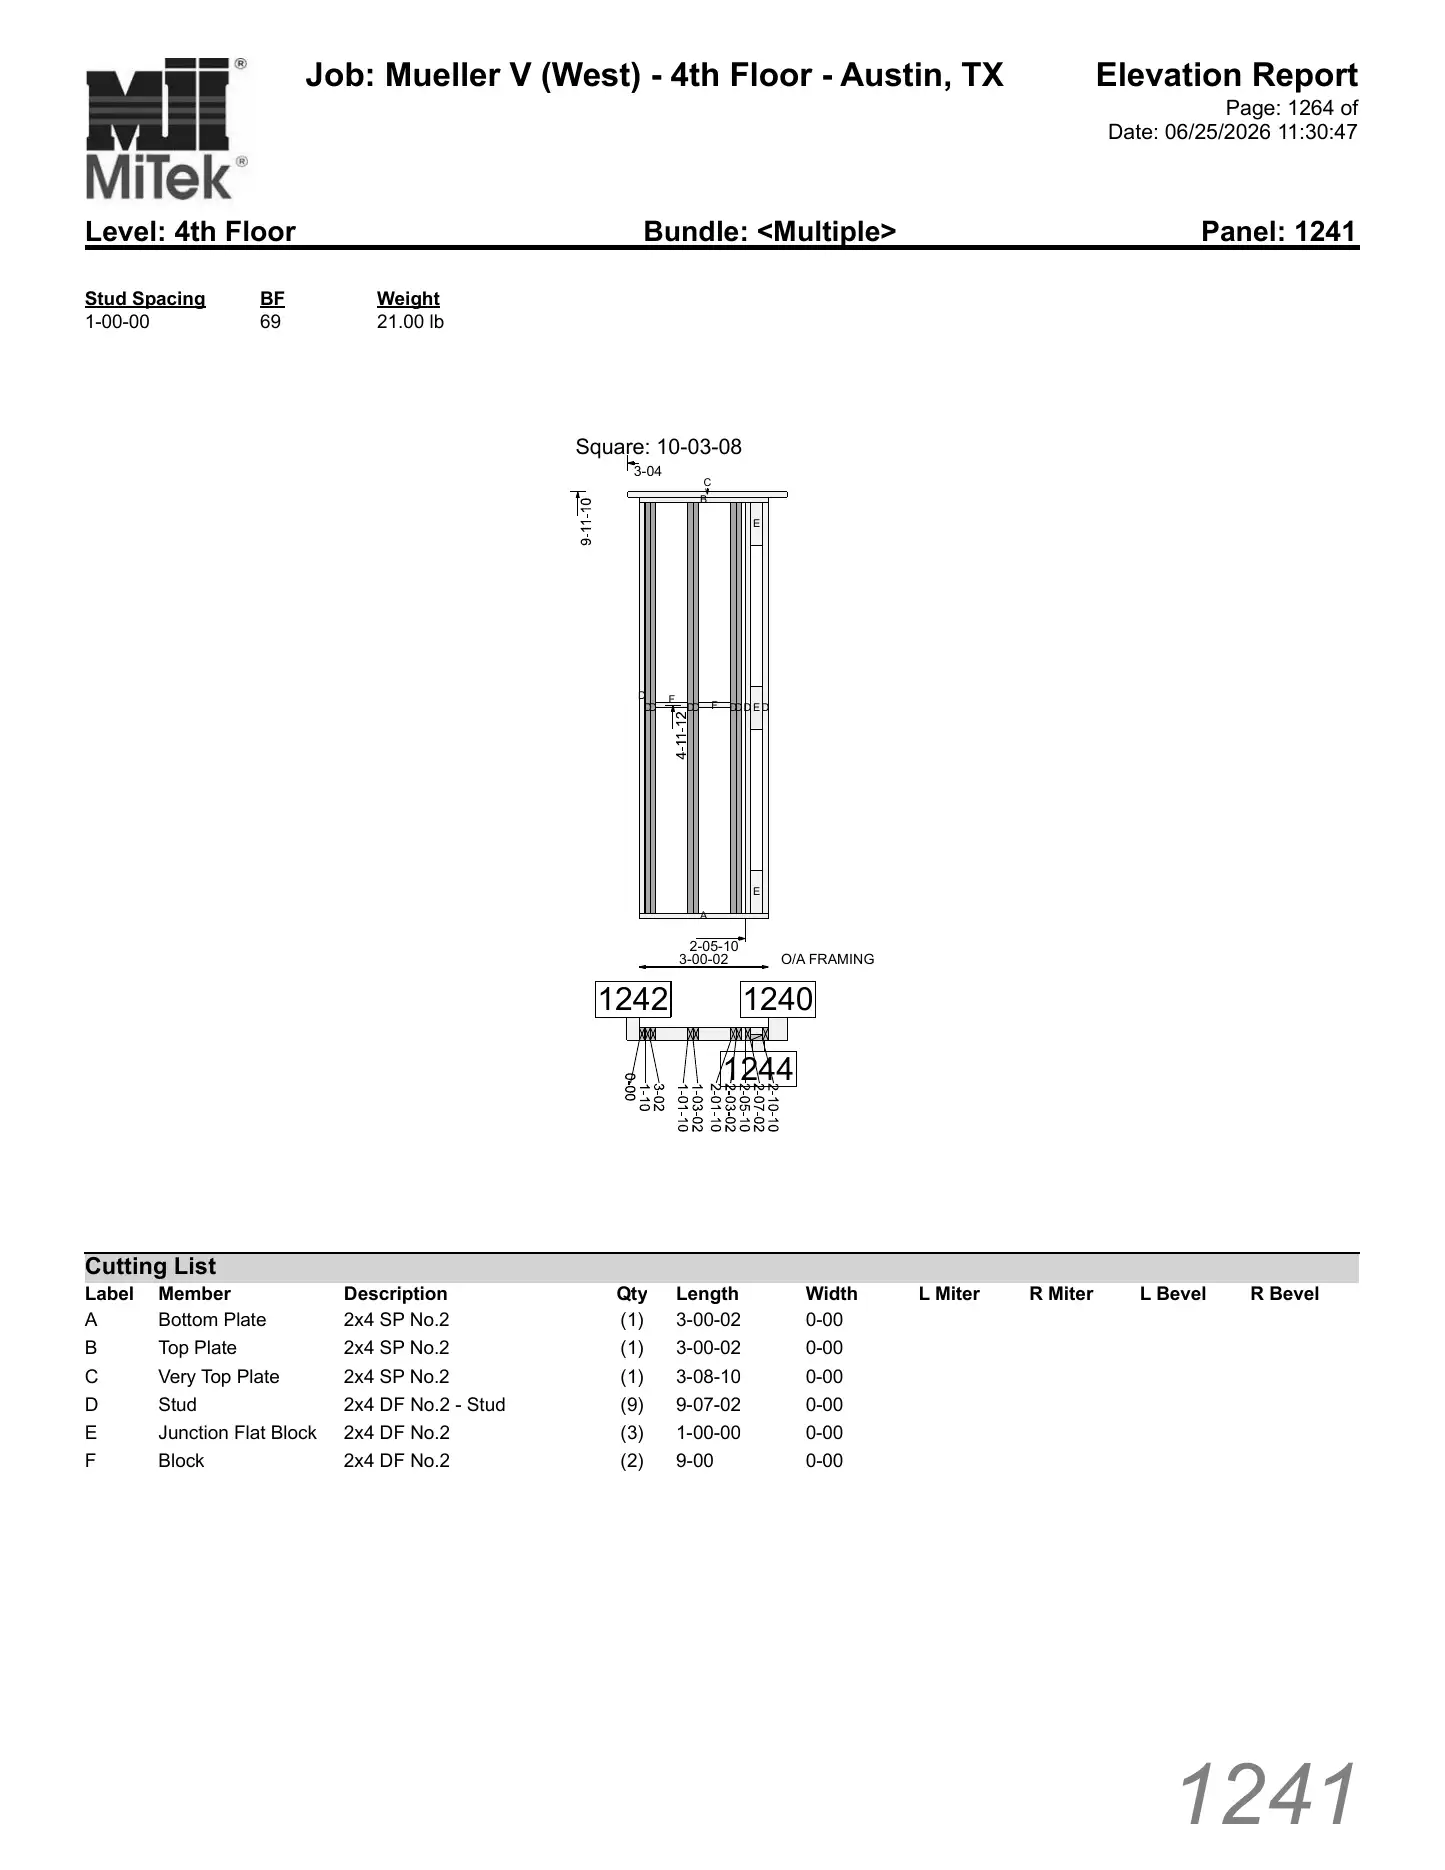 MiTek®
Job: Mueller V (West) - 4th Floor - Austin, TX
Elevation Report
Page: 1264 of
Date: 06/25/2026 11:30:47
Level: 4th Floor Bundle: <Multiple> Panel: 1241
Stud Spacing BF Weight
1-00-00 69 21.00 lb
Square: 10-03-08
3-04
C
B
9-11-10
E
D
F
F
D D D D D D D E D
4-11-12
E
A
2-05-10
3-00-02 O/A FRAMING
1242 1240
1244
0-00
1-10
3-02
1-01-10
1-03-02
2-01-10
2-03-02
2-05-10
2-07-02
2-10-10
Cutting List
Label Member Description Qty Length Width L Miter R Miter L Bevel R Bevel
A Bottom Plate 2x4 SP No.2 (1) 3-00-02 0-00
B Top Plate 2x4 SP No.2 (1) 3-00-02 0-00
C Very Top Plate 2x4 SP No.2 (1) 3-08-10 0-00
D Stud 2x4 DF No.2 - Stud (9) 9-07-02 0-00
E Junction Flat Block 2x4 DF No.2 (3) 1-00-00 0-00
F Block 2x4 DF No.2 (2) 9-00 0-00
1241